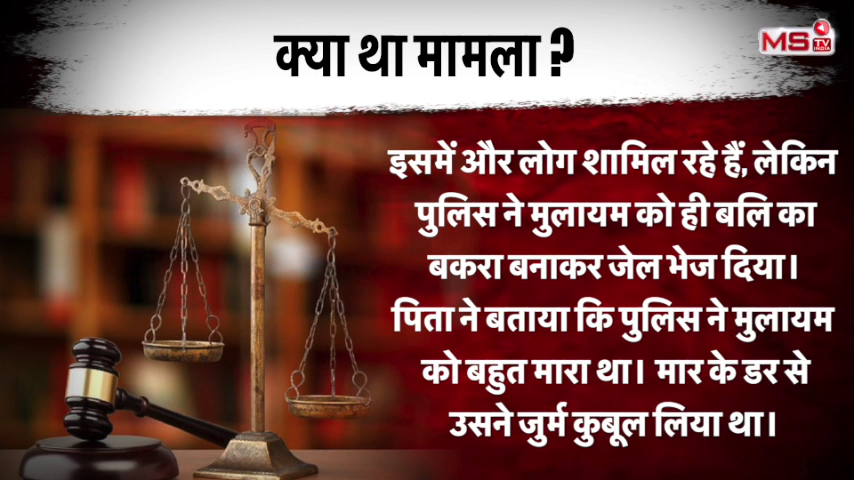 क्या था मामला ?
MS
TV
INDIA
इसमें और लोग शामिल रहे हैं, लेकिन
पुलिस ने मुलायम को ही बलि का
बकरा बनाकर जेल भेज दिया।
पिता ने बताया कि पुलिस ने मुलायम
को बहुत मारा था। मार के डर से
उसने जुर्म कुबूल लिया था।